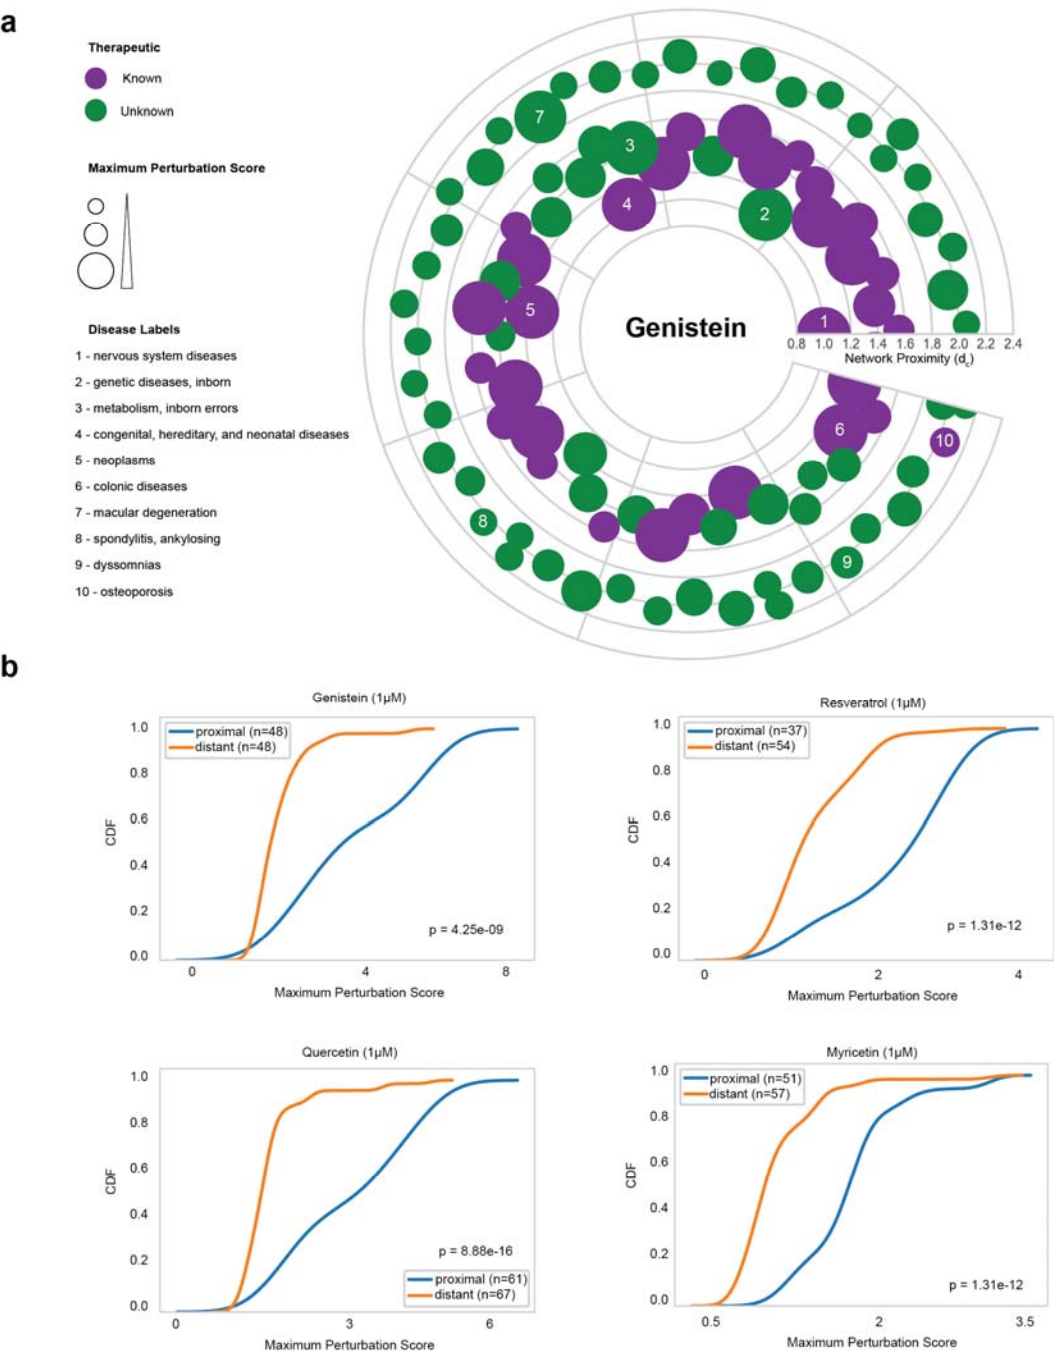 a
Therapeutic
Known
Unknown
Maximum Perturbation Score
Disease Labels
1 - nervous system diseases
2 - genetic diseases, inborn
3 - metabolism, inborn errors
4 - congenital, hereditary, and neonatal diseases
5 - neoplasms
6 - colonic diseases
7 - macular degeneration
8 - spondylitis, ankylosing
9 - dyssomnias
10 - osteoporosis
7
3
4
2
5
Genistein
1
0.8 1.0 1.2 1.4 1.6 1.8 2.0 2.2 2.4
Network Proximity (dc)
6
10
8
9
b
Genistein (1µM)
proximal (n=48)
distant (n=48)
CDF
1.0
0.8
0.6
0.4
0.2
0.0
p = 4.25e-09
0 4 8
Maximum Perturbation Score
Resveratrol (1µM)
proximal (n=37)
distant (n=54)
CDF
1.0
0.8
0.6
0.4
0.2
0.0
p = 1.31e-12
0 2 4
Maximum Perturbation Score
Quercetin (1µM)
CDF
1.0
0.8
0.6
0.4
0.2
0.0
p = 8.88e-16
proximal (n=61)
distant (n=67)
0 3 6
Maximum Perturbation Score
Myricetin (1µM)
proximal (n=51)
distant (n=57)
CDF
1.0
0.8
0.6
0.4
0.2
0.0
p = 1.31e-12
0.5 2 3.5
Maximum Perturbation Score